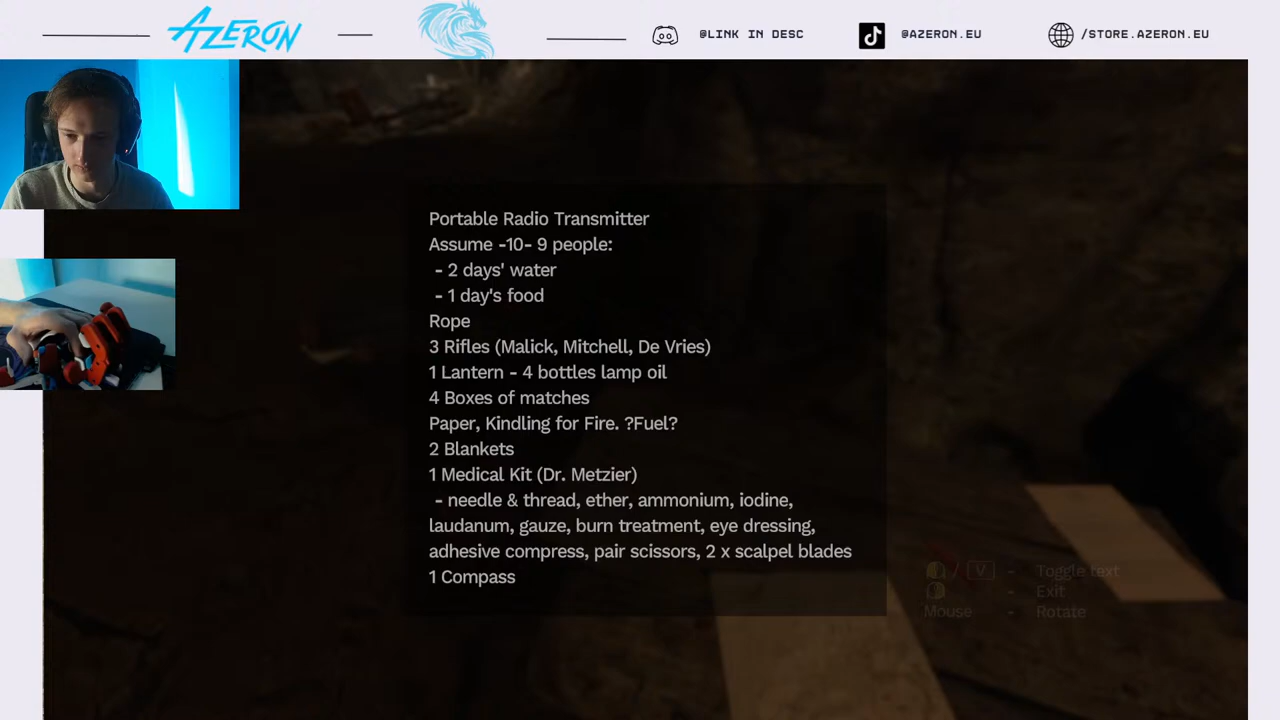 AZERON
@LINK IN DESC
@AZERON.EU
/STORE.AZERON.EU
Portable Radio Transmitter
Assume -10- 9 people:
- 2 days' water
- 1 day's food
Rope
3 Rifles (Malick, Mitchell, De Vries)
1 Lantern - 4 bottles lamp oil
4 Boxes of matches
Paper, Kindling for Fire. ?Fuel?
2 Blankets
1 Medical Kit (Dr. Metzier)
- needle & thread, ether, ammonium, iodine,
laudanum, gauze, burn treatment, eye dressing,
adhesive compress, pair scissors, 2 x scalpel blades
1 Compass
/ V - Toggle text
- Exit
Mouse - Rotate